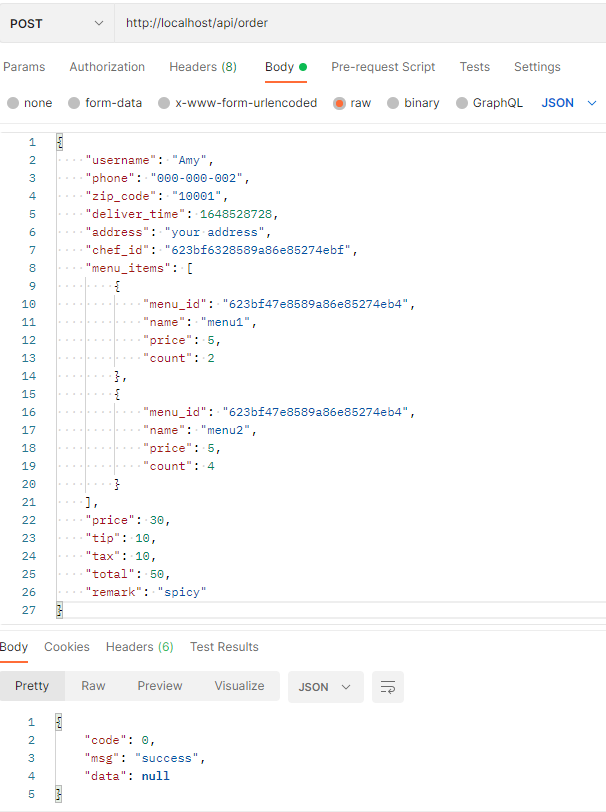 POST http://localhost/api/order
Params Authorization Headers (8) Body Pre-request Script Tests Settings
none form-data x-www-form-urlencoded raw binary GraphQL JSON
1 {
2 "username": "Amy",
3 "phone": "000-000-002",
4 "zip_code": "10001",
5 "deliver_time": 1648528728,
6 "address": "your address",
7 "chef_id": "623bf6328589a86e85274ebf",
8 "menu_items": [
9 {
10 "menu_id": "623bf47e8589a86e85274eb4",
11 "name": "menu1",
12 "price": 5,
13 "count": 2
14 },
15 {
16 "menu_id": "623bf47e8589a86e85274eb4",
17 "name": "menu2",
18 "price": 5,
19 "count": 4
20 }
21 ],
22 "price": 30,
23 "tip": 10,
24 "tax": 10,
25 "total": 50,
26 "remark": "spicy"
27 }
Body Cookies Headers (6) Test Results
Pretty Raw Preview Visualize JSON
1 {
2 "code": 0,
3 "msg": "success",
4 "data": null
5 }